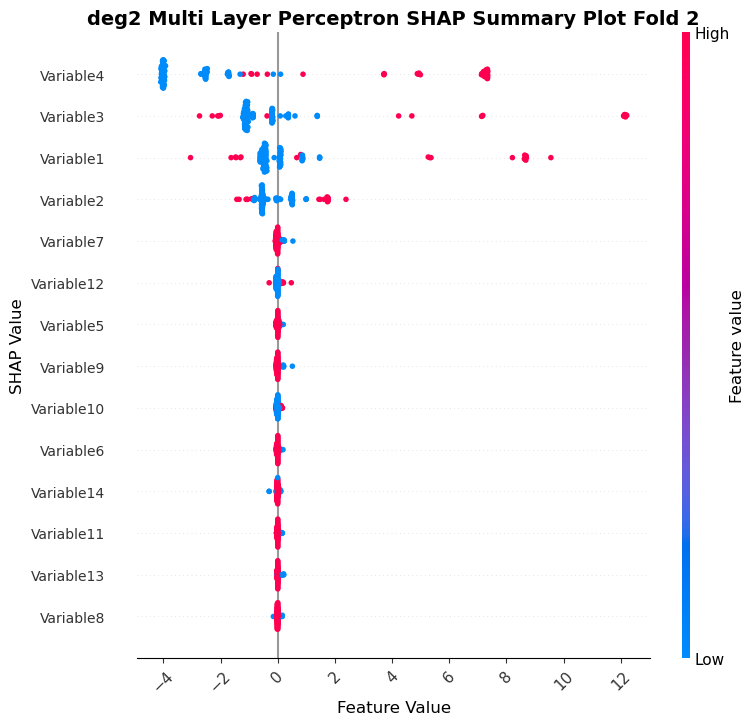 deg2 Multi Layer Perceptron SHAP Summary Plot Fold 2
High
Variable4
Variable3
Variable1
Variable2
Variable7
Variable12
Variable5
Variable9
Variable10
Variable6
Variable14
Variable11
Variable13
Variable8
SHAP Value
Feature value
Low
−4 −2 0 2 4 6 8 10 12
Feature Value